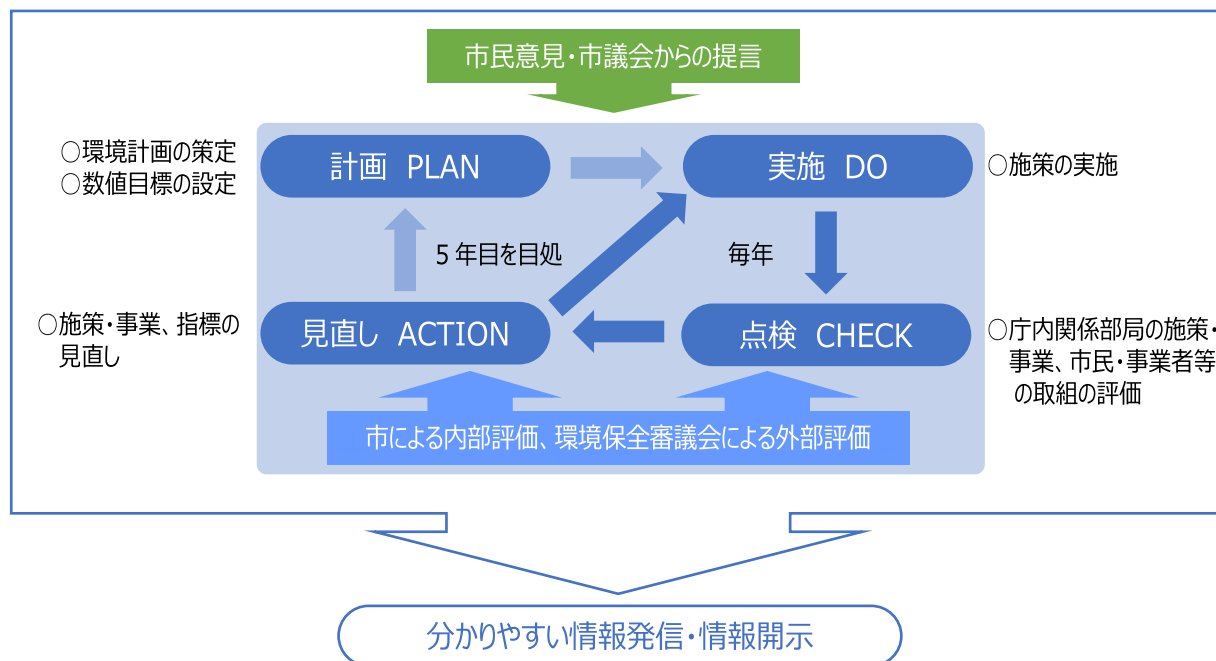 市民意見・市議会からの提言
○環境計画の策定
○数値目標の設定
計画 PLAN
実施 DO
○施策の実施
5年目を目処
毎年
○施策・事業、指標の
見直し
見直し ACTION
点検 CHECK
○庁内関係部局の施策・
事業、市民・事業者等
の取組の評価
市による内部評価、環境保全審議会による外部評価
分かりやすい情報発信・情報開示